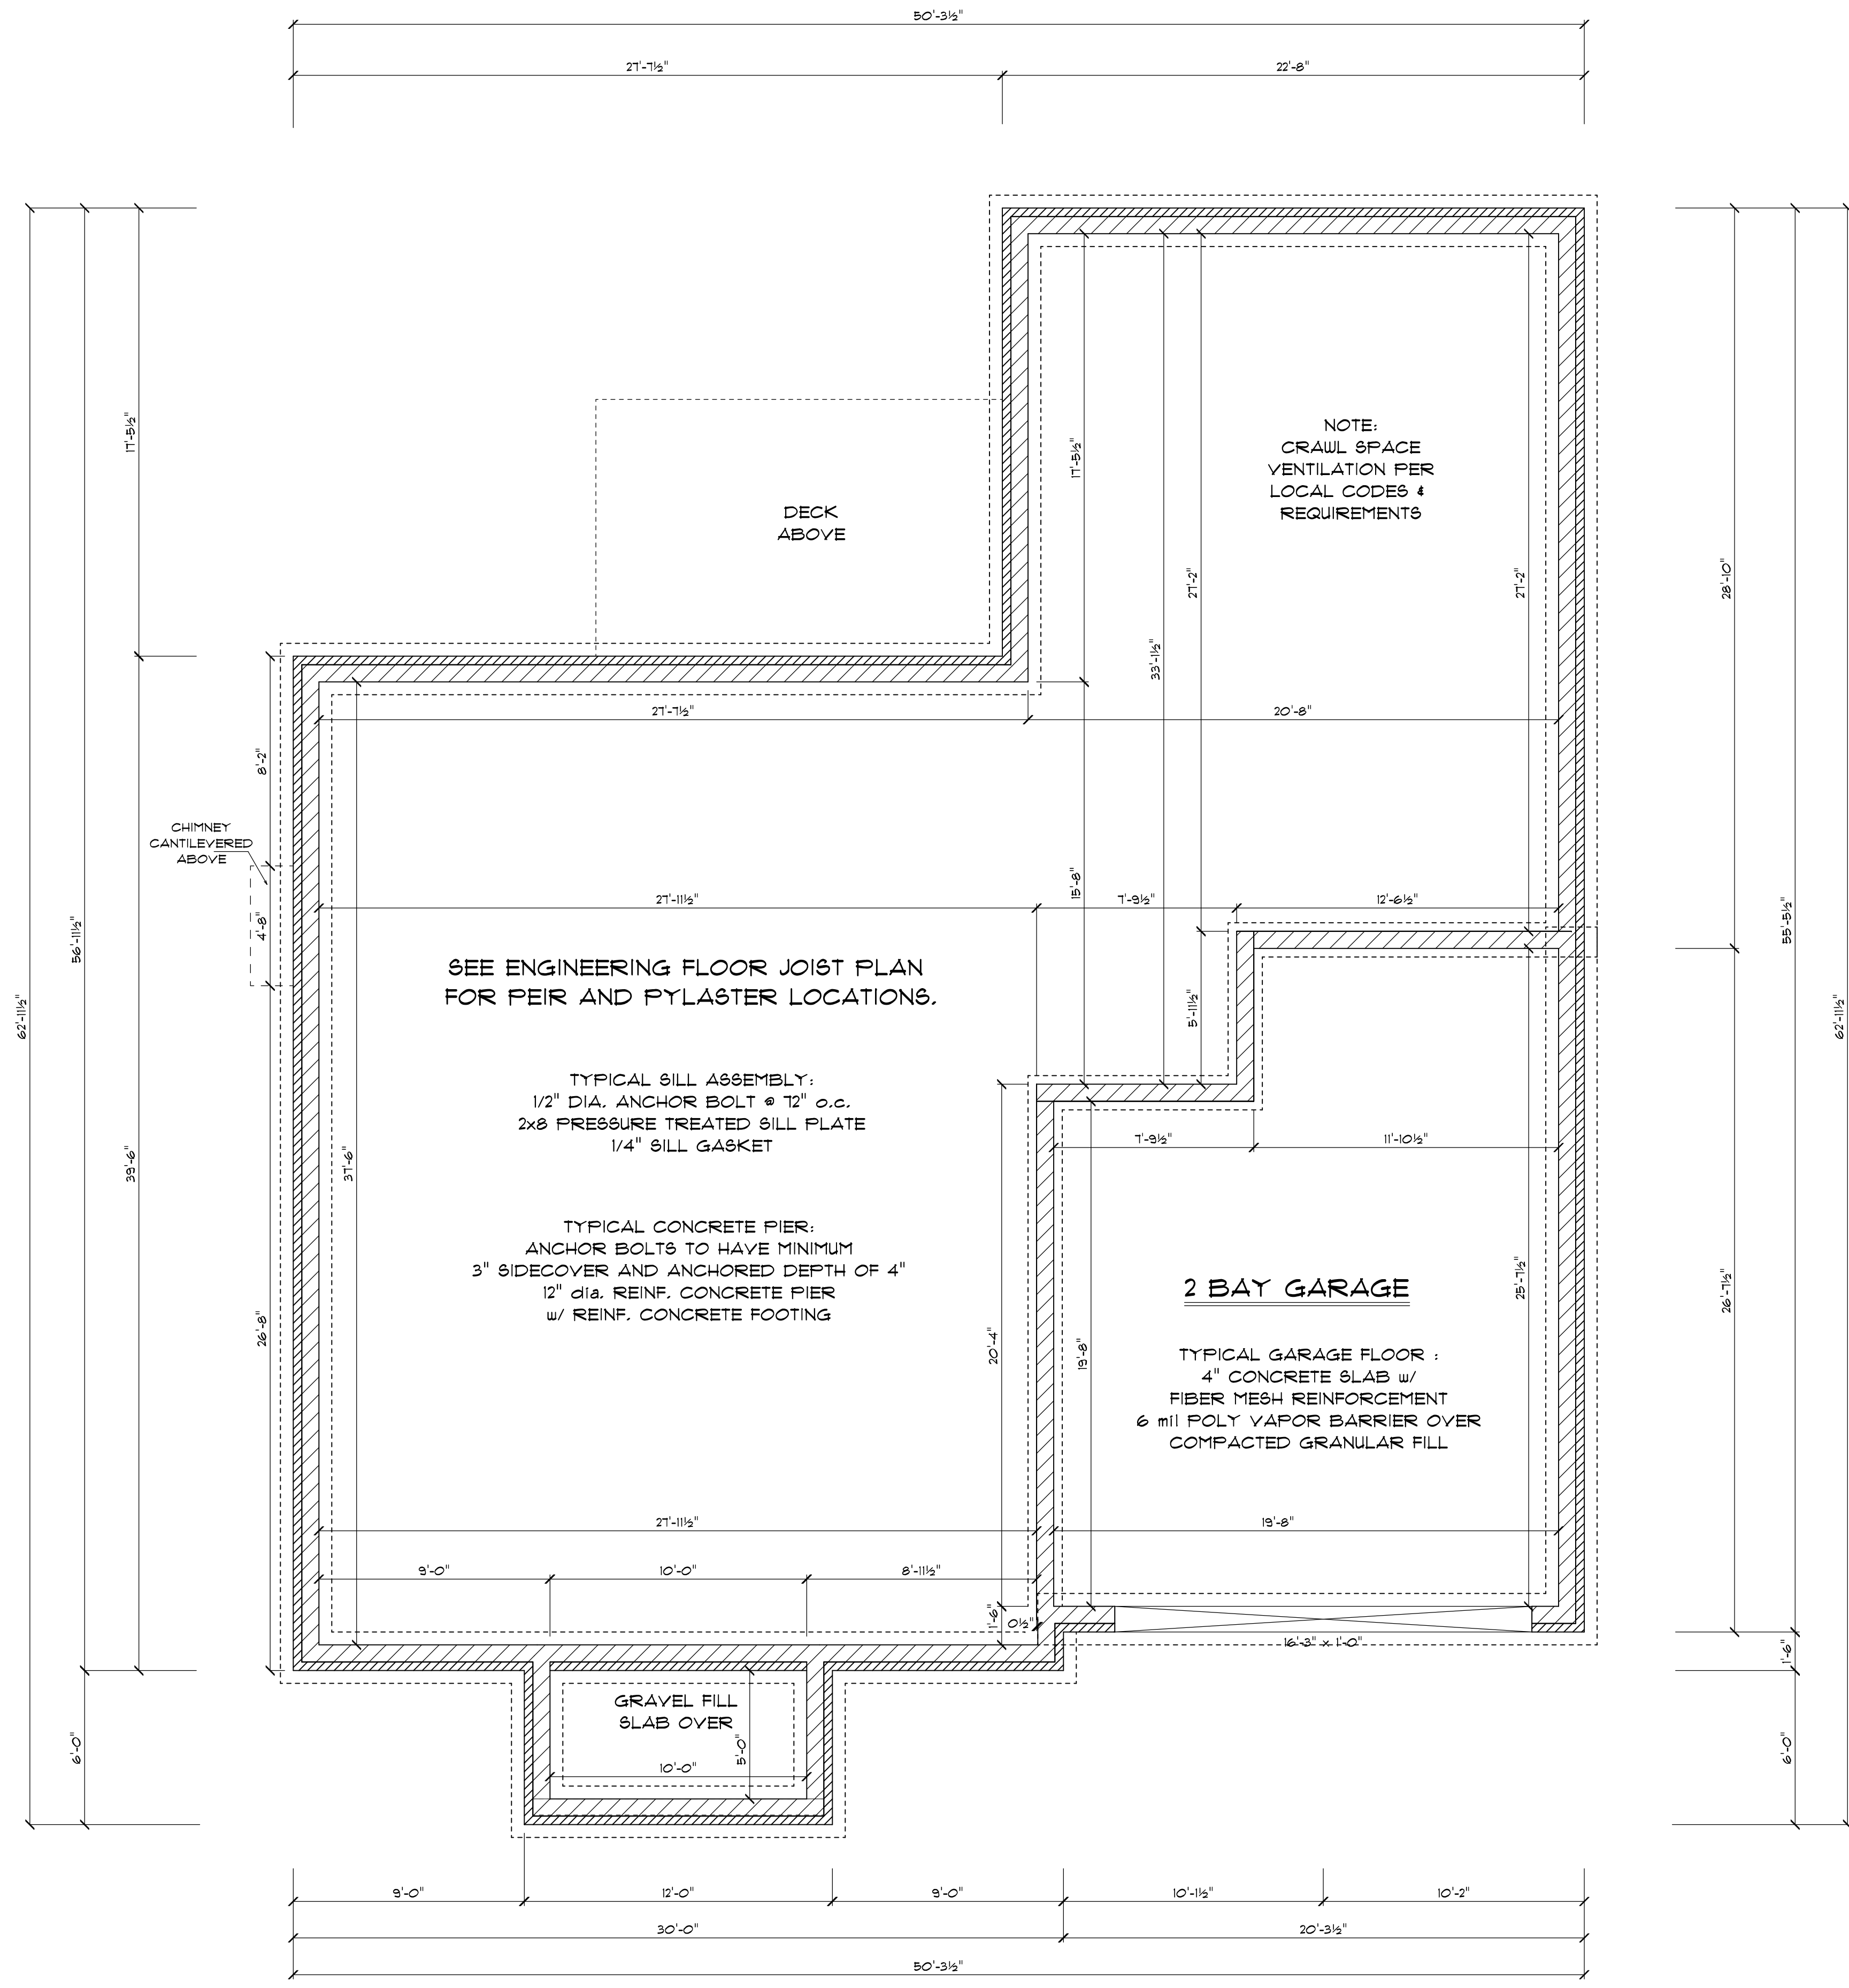 50'-3½"
27'-7½"
22'-8"
17'-5½"
17'-5½"
NOTE:
CRAWL SPACE
VENTILATION PER
LOCAL CODES &
REQUIREMENTS
DECK
ABOVE
27'-2"
27'-2"
28'-10"
33'-1½"
27'-7½"
20'-8"
8'-2"
CHIMNEY
CANTILEVERED
ABOVE
4'-8"
15'-8"
27'-11½"
7'-9½"
12'-6½"
56'-11½"
55'-5½"
62'-11½"
62'-11½"
SEE ENGINEERING FLOOR JOIST PLAN
FOR PEIR AND PYLASTER LOCATIONS.
5'-11½"
TYPICAL SILL ASSEMBLY:
1/2" DIA. ANCHOR BOLT @ 72" o.c.
2x8 PRESSURE TREATED SILL PLATE
1/4" SILL GASKET
7'-9½"
11'-10½"
39'-6"
37'-6"
TYPICAL CONCRETE PIER:
ANCHOR BOLTS TO HAVE MINIMUM
3" SIDECOVER AND ANCHORED DEPTH OF 4"
12" dia. REINF. CONCRETE PIER
w/ REINF. CONCRETE FOOTING
2 BAY GARAGE
25'-7½"
26'-7½"
26'-8"
20'-4"
19'-8"
TYPICAL GARAGE FLOOR :
4" CONCRETE SLAB w/
FIBER MESH REINFORCEMENT
6 mil POLY VAPOR BARRIER OVER
COMPACTED GRANULAR FILL
27'-11½"
19'-8"
9'-0"
10'-0"
8'-11½"
1'-6"
0½"
16'-3" x 1'-0"
1'-6"
GRAVEL FILL
SLAB OVER
5'-0"
10'-0"
6'-0"
6'-0"
9'-0"
12'-0"
9'-0"
10'-1½"
10'-2"
30'-0"
20'-3½"
50'-3½"